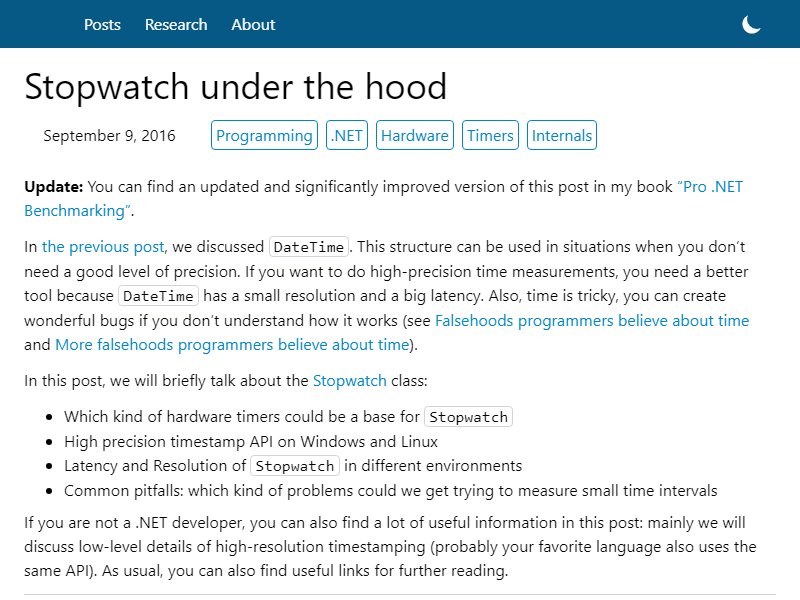 Posts Research About
Stopwatch under the hood
September 9, 2016 Programming .NET Hardware Timers Internals
Update: You can find an updated and significantly improved version of this post in my book “Pro .NET
Benchmarking”.
In the previous post, we discussed DateTime. This structure can be used in situations when you don’t
need a good level of precision. If you want to do high-precision time measurements, you need a better
tool because DateTime has a small resolution and a big latency. Also, time is tricky, you can create
wonderful bugs if you don’t understand how it works (see Falsehoods programmers believe about time
and More falsehoods programmers believe about time).
In this post, we will briefly talk about the Stopwatch class:
• Which kind of hardware timers could be a base for Stopwatch
• High precision timestamp API on Windows and Linux
• Latency and Resolution of Stopwatch in different environments
• Common pitfalls: which kind of problems could we get trying to measure small time intervals
If you are not a .NET developer, you can also find a lot of useful information in this post: mainly we will
discuss low-level details of high-resolution timestamping (probably your favorite language also uses the
same API). As usual, you can also find useful links for further reading.